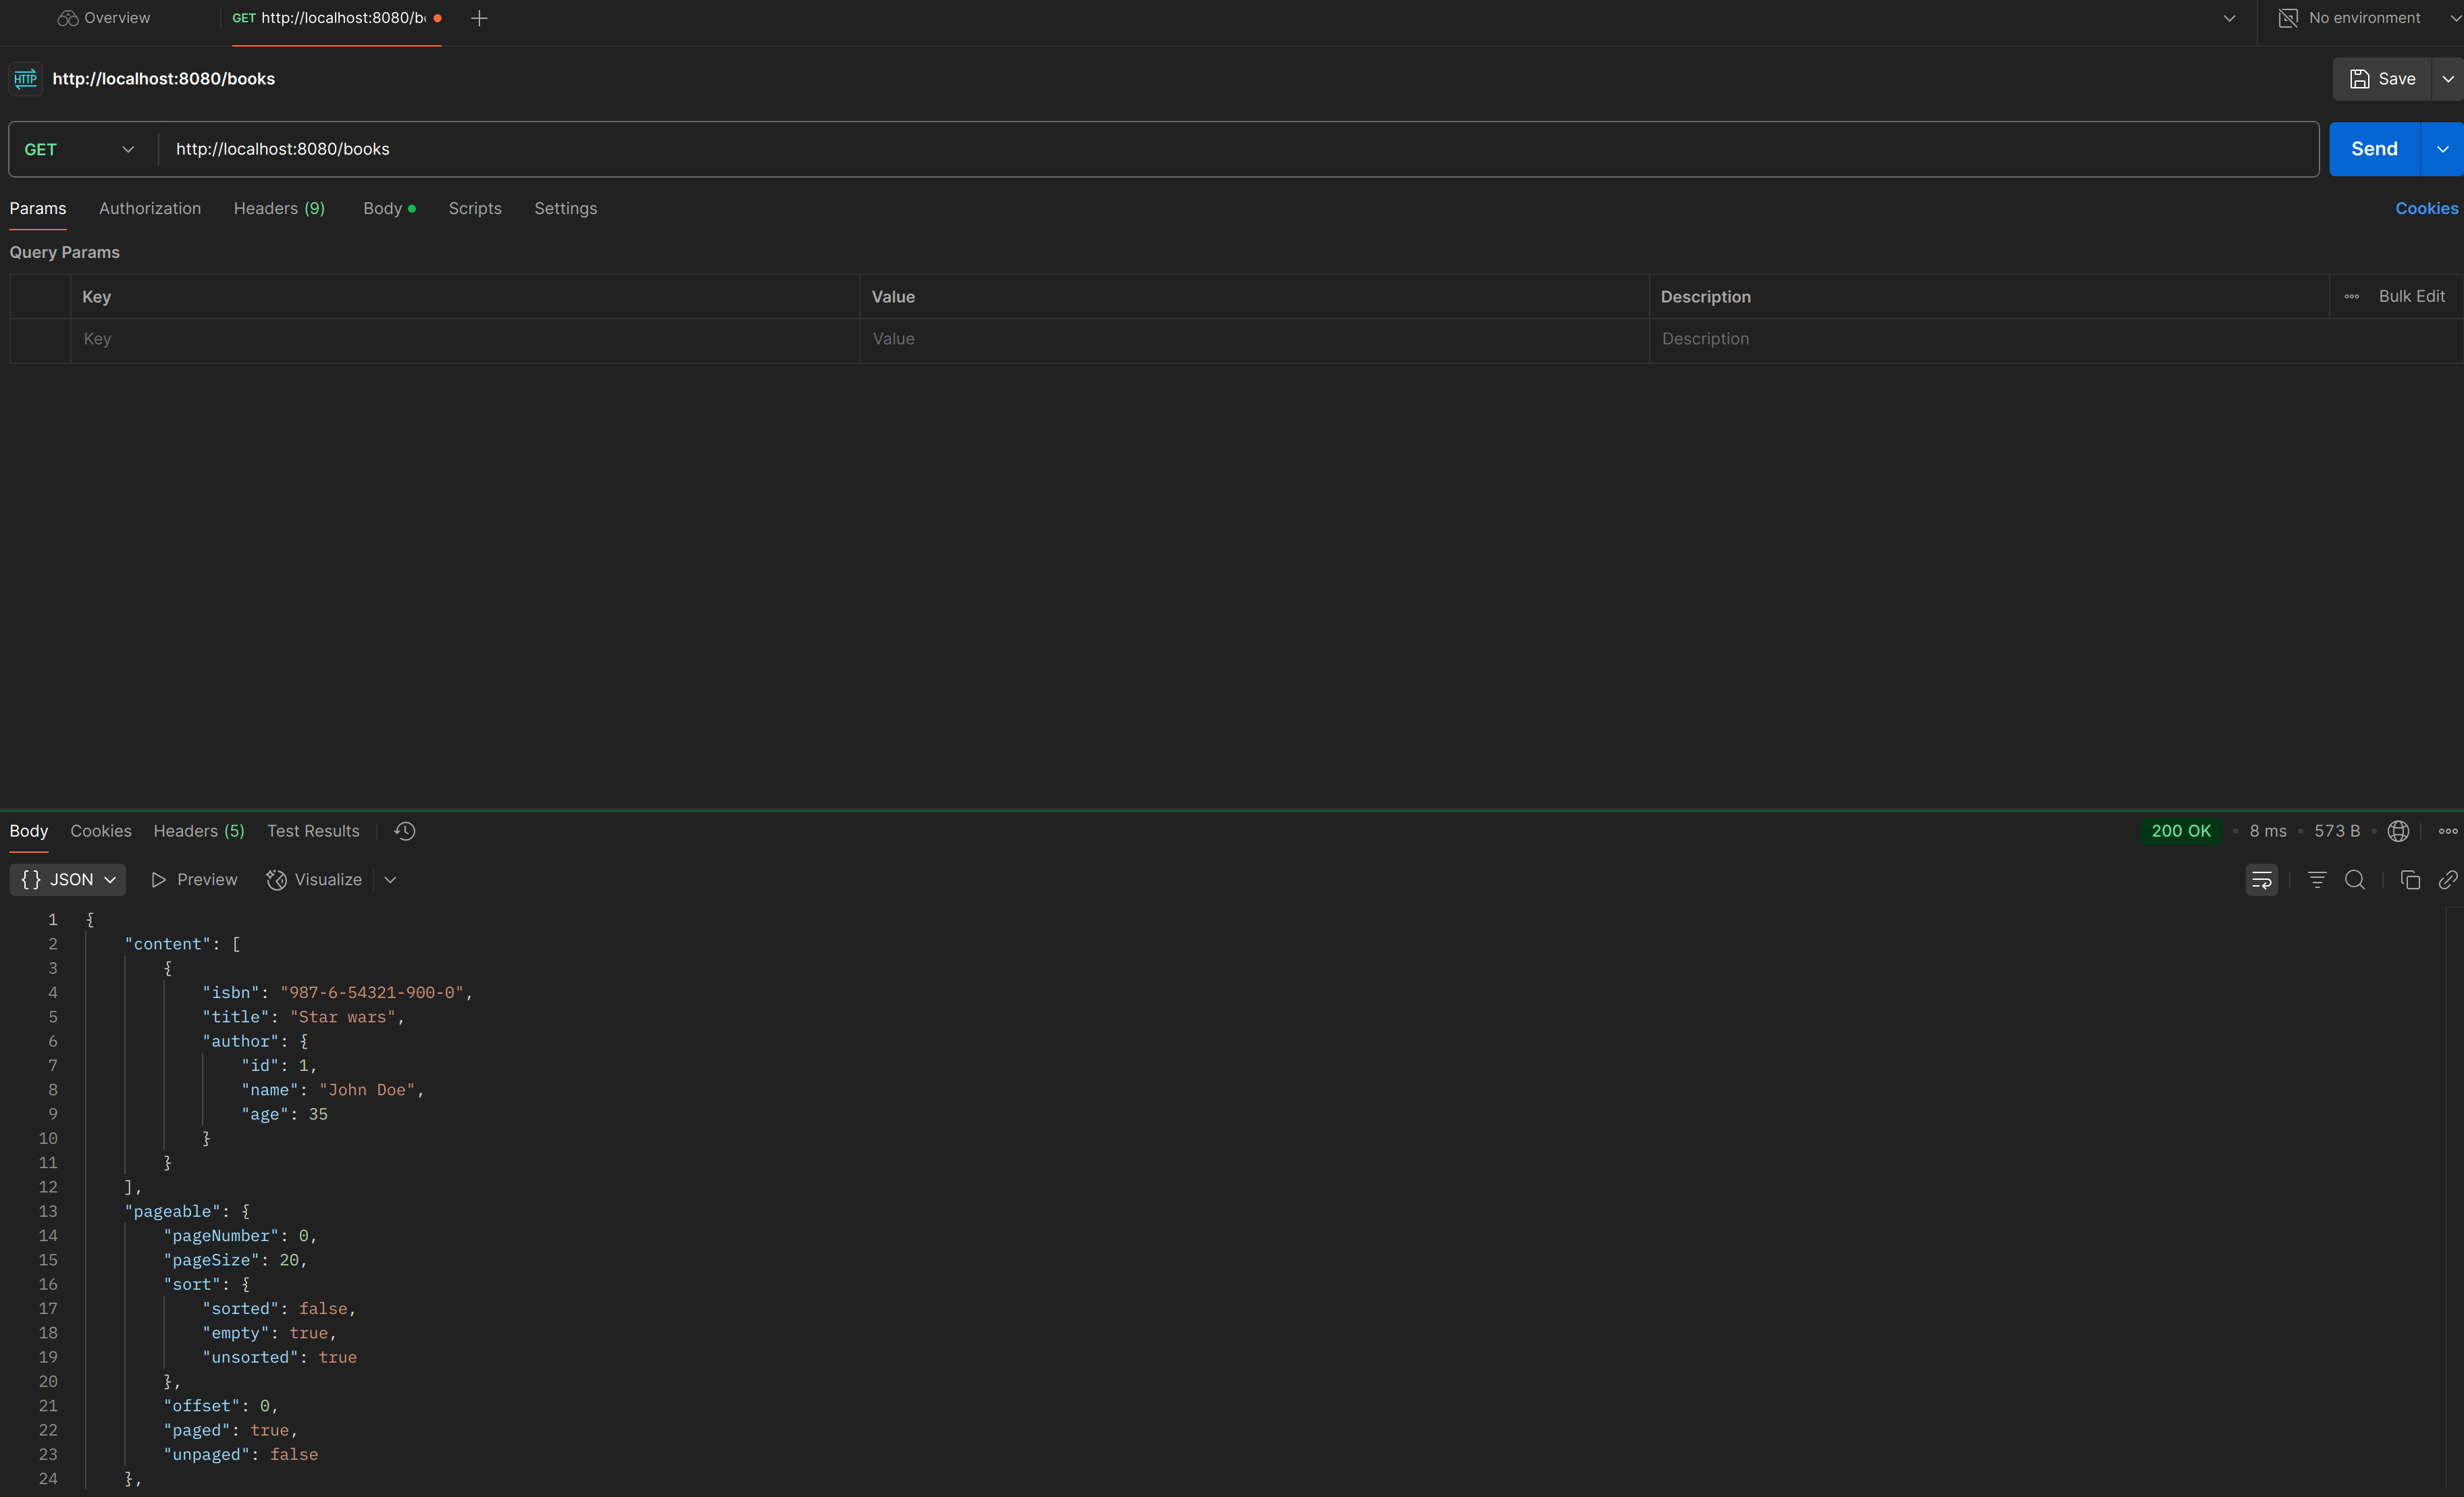 Overview
GET http://localhost:8080/b
No environment
HTTP http://localhost:8080/books
Save
GET http://localhost:8080/books
Send
Params Authorization Headers (9) Body Scripts Settings Cookies
Query Params
Key Value Description Bulk Edit
Key Value Description
Body Cookies Headers (5) Test Results 200 OK 8 ms 573 B
{} JSON Preview Visualize
1 {
2 "content": [
3 {
4 "isbn": "987-6-54321-900-0",
5 "title": "Star wars",
6 "author": {
7 "id": 1,
8 "name": "John Doe",
9 "age": 35
10 }
11 }
12 ],
13 "pageable": {
14 "pageNumber": 0,
15 "pageSize": 20,
16 "sort": {
17 "sorted": false,
18 "empty": true,
19 "unsorted": true
20 },
21 "offset": 0,
22 "paged": true,
23 "unpaged": false
24 },